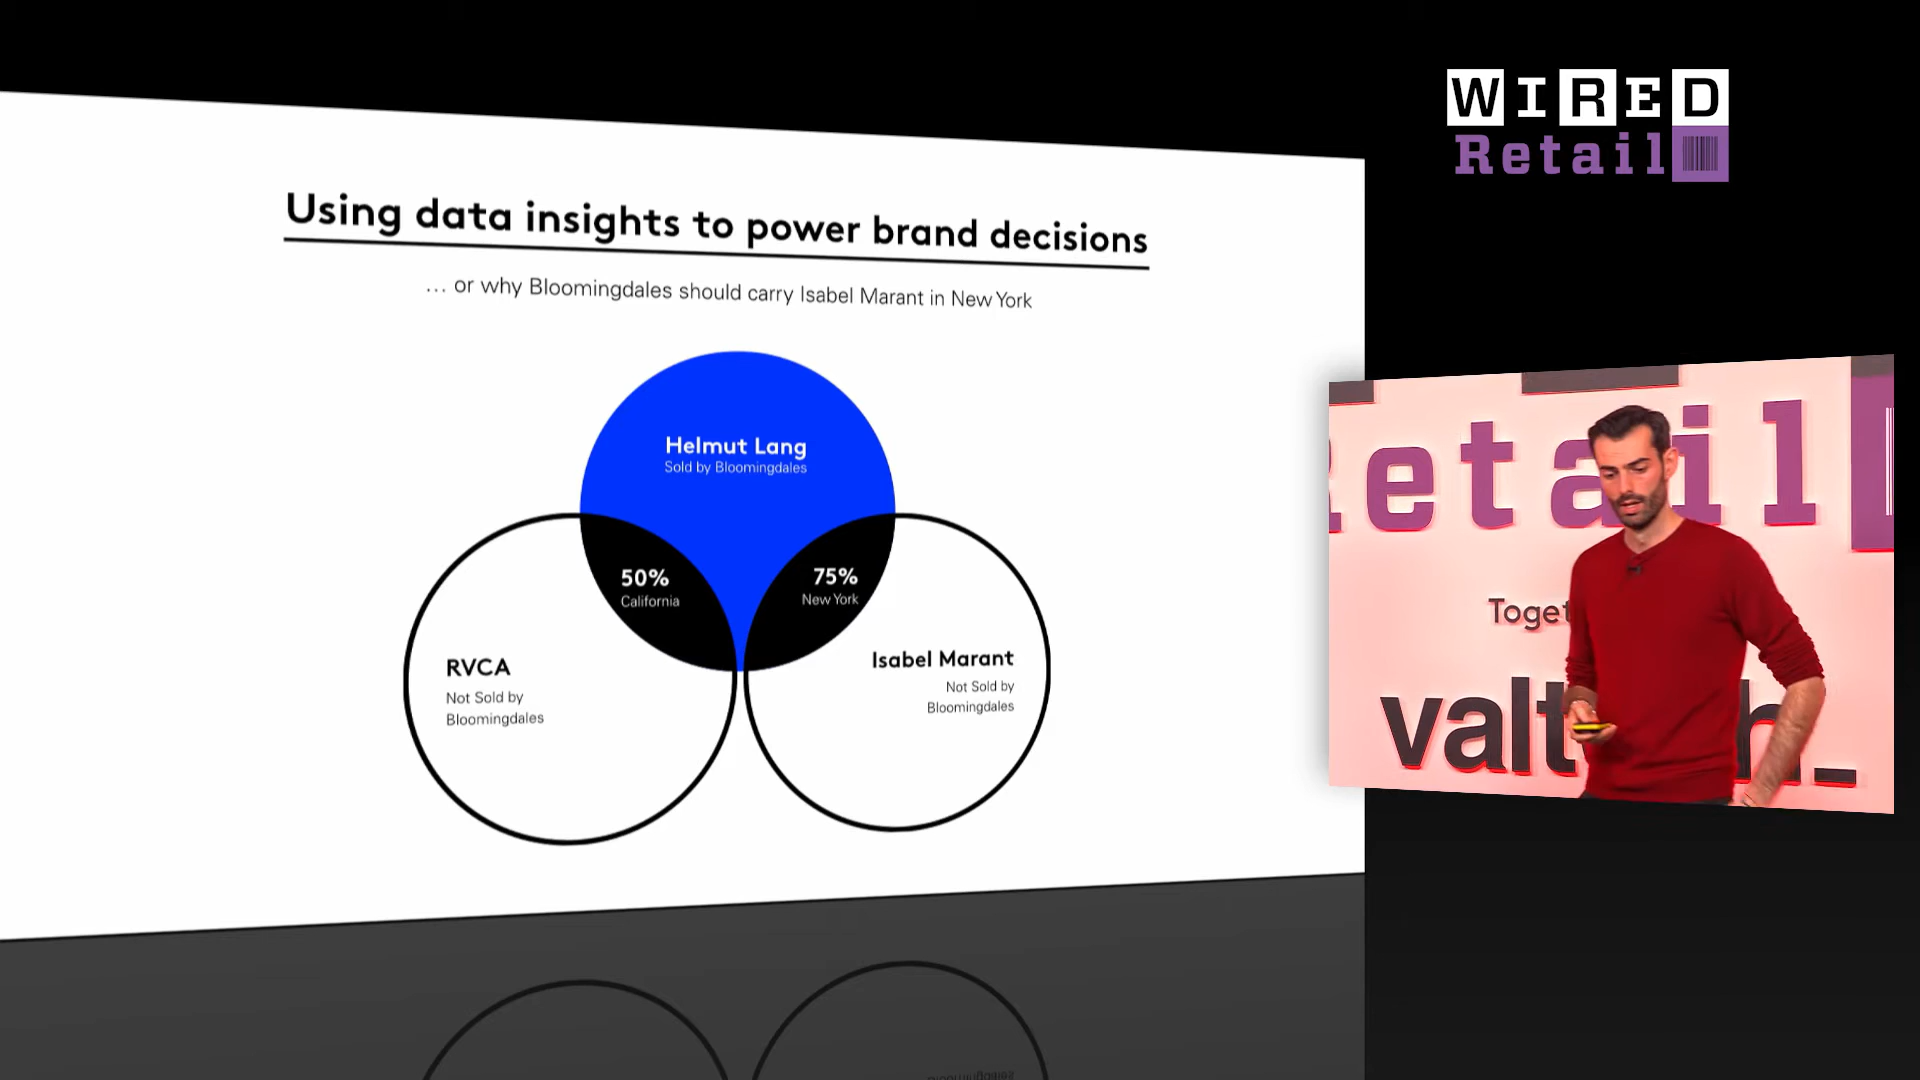 WIRED
Retail
Using data insights to power brand decisions
... or why Bloomingdales should carry Isabel Marant in New York
Helmut Lang
Sold by Bloomingdales
50%
California
75%
New York
RVCA
Not Sold by
Bloomingdales
Isabel Marant
Not Sold by
Bloomingdales
Retail
Toget
valt h_